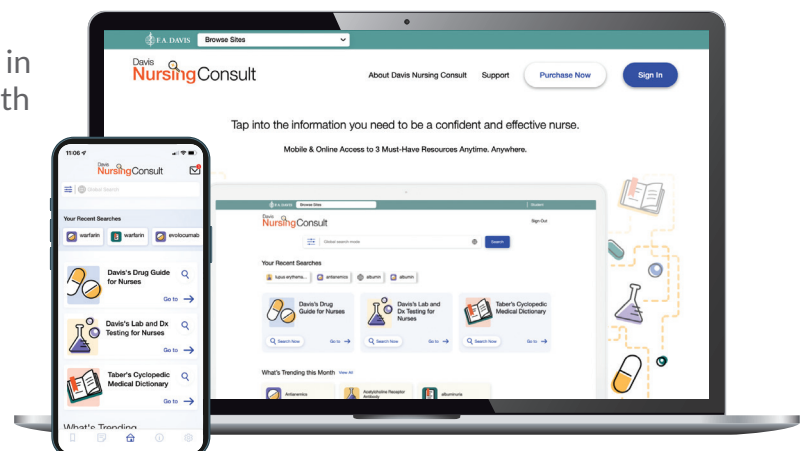 in
th
F.A. DAVIS Browse Sites
Davis
NursingConsult
About Davis Nursing Consult Support Purchase Now Sign In
Tap into the information you need to be a confident and effective nurse.
Mobile & Online Access to 3 Must-Have Resources Anytime. Anywhere.
F.A. DAVIS Browse Sites Student
Davis
NursingConsult
Sign Out
Global search mode Search
Your Recent Searches
lupus erythema... antianemics albumin albumin
Davis's Drug
Guide for Nurses
Search Now Go to
Davis's Lab and
Dx Testing for
Nurses
Search Now Go to
Taber's Cyclopedic
Medical Dictionary
Search Now Go to
What's Trending this Month View All
Antianemics
Acetylcholine Receptor
Antibody
albuminuria
11:06
Davis
NursingConsult
Global Search
Your Recent Searches
warfarin warfarin evolocumab
Davis's Drug Guide
for Nurses
Go to
Davis's Lab and Dx
Testing for Nurses
Go to
Taber's Cyclopedic
Medical Dictionary
Go to
What's Trending